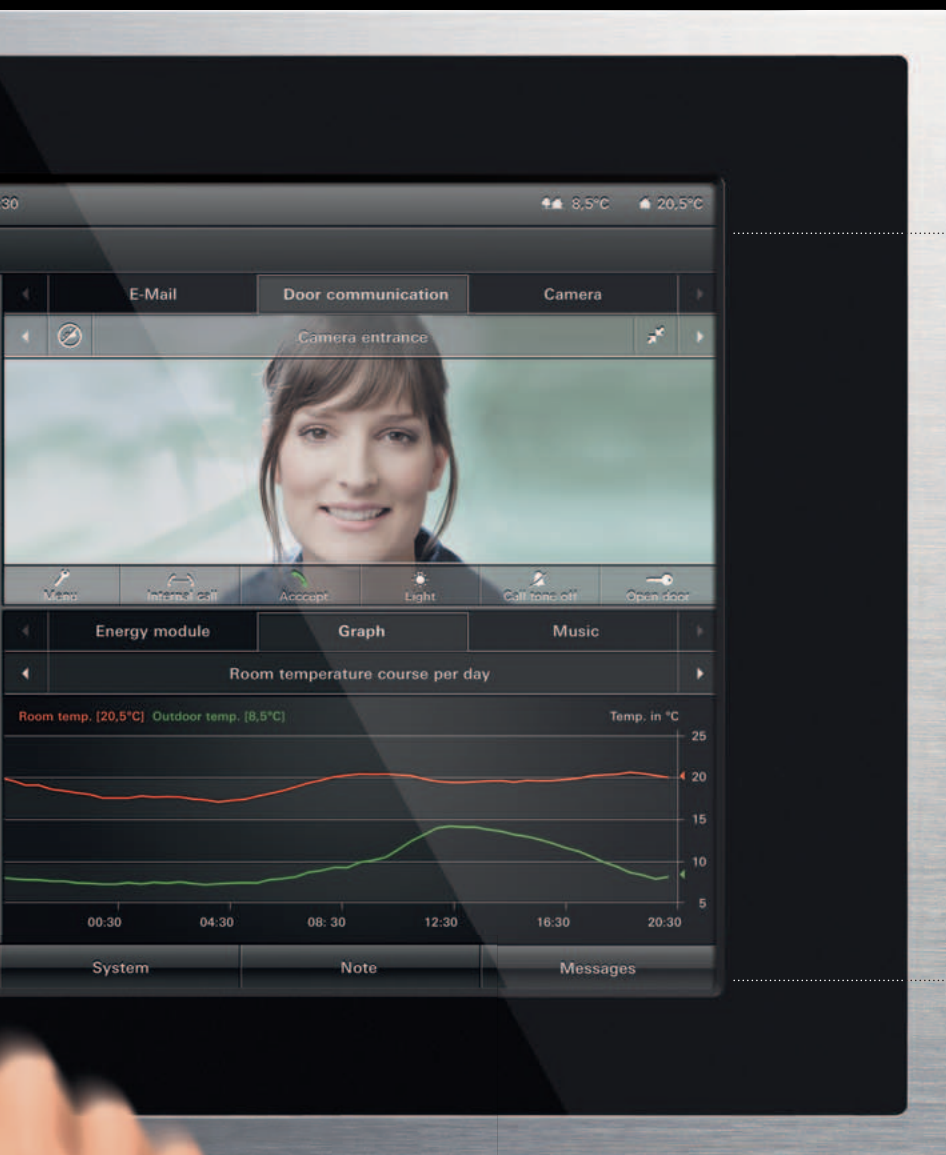 30 8,5°C 20,5°C
E-Mail Door communication Camera
Camera entrance
Menu Internal call Acccept Light Call tone off Open door
Energy module Graph Music
Room temperature course per day
Room temp. [20,5°C] Outdoor temp. [8,5°C] Temp. in °C
25
20
15
10
5
00:30 04:30 08: 30 12:30 16:30 20:30
System Note Messages